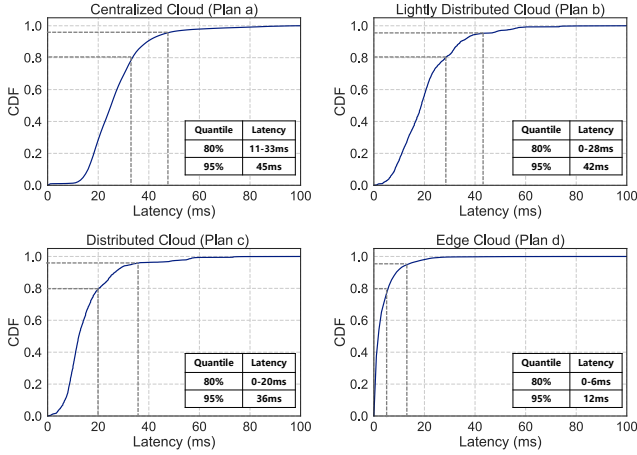 Centralized Cloud (Plan a)
CDF
1.0
0.8
0.6
0.4
0.2
0.0
Quantile Latency
80% 11-33ms
95% 45ms
0 20 40 60 80 100
Latency (ms)
Lightly Distributed Cloud (Plan b)
CDF
1.0
0.8
0.6
0.4
0.2
0.0
Quantile Latency
80% 0-28ms
95% 42ms
0 20 40 60 80 100
Latency (ms)
Distributed Cloud (Plan c)
CDF
1.0
0.8
0.6
0.4
0.2
0.0
Quantile Latency
80% 0-20ms
95% 36ms
0 20 40 60 80 100
Latency (ms)
Edge Cloud (Plan d)
CDF
1.0
0.8
0.6
0.4
0.2
0.0
Quantile Latency
80% 0-6ms
95% 12ms
0 20 40 60 80 100
Latency (ms)